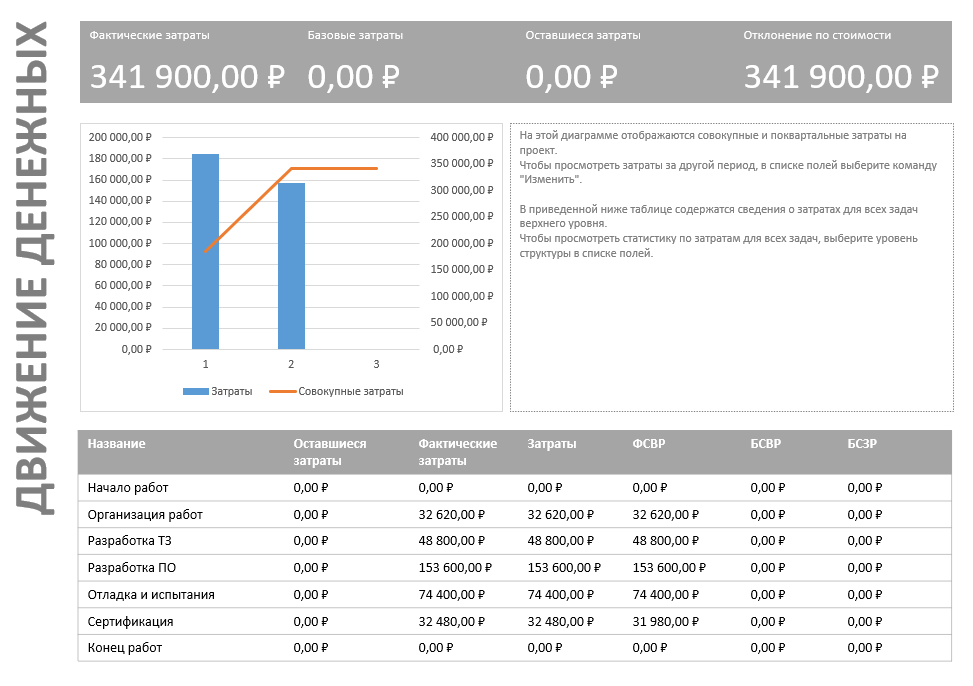 ДВИЖЕНИЕ ДЕНЕЖНЫХ
Фактические затраты Базовые затраты Оставшиеся затраты Отклонение по стоимости
341 900,00 ₽ 0,00 ₽ 0,00 ₽ 341 900,00 ₽
200 000,00 ₽
180 000,00 ₽
160 000,00 ₽
140 000,00 ₽
120 000,00 ₽
100 000,00 ₽
80 000,00 ₽
60 000,00 ₽
40 000,00 ₽
20 000,00 ₽
0,00 ₽
400 000,00 ₽
350 000,00 ₽
300 000,00 ₽
250 000,00 ₽
200 000,00 ₽
150 000,00 ₽
100 000,00 ₽
50 000,00 ₽
0,00 ₽
1 2 3
Затраты Совокупные затраты
На этой диаграмме отображаются совокупные и поквартальные затраты на
проект.
Чтобы просмотреть затраты за другой период, в списке полей выберите команду
"Изменить".
В приведенной ниже таблице содержатся сведения о затратах для всех задач
верхнего уровня.
Чтобы просмотреть статистику по затратам для всех задач, выберите уровень
структуры в списке полей.
Название Оставшиеся Фактические Затраты ФСВР БСВР БСЗР
затраты затраты
Начало работ 0,00 ₽ 0,00 ₽ 0,00 ₽ 0,00 ₽ 0,00 ₽ 0,00 ₽
Организация работ 0,00 ₽ 32 620,00 ₽ 32 620,00 ₽ 32 620,00 ₽ 0,00 ₽ 0,00 ₽
Разработка ТЗ 0,00 ₽ 48 800,00 ₽ 48 800,00 ₽ 48 800,00 ₽ 0,00 ₽ 0,00 ₽
Разработка ПО 0,00 ₽ 153 600,00 ₽ 153 600,00 ₽ 153 600,00 ₽ 0,00 ₽ 0,00 ₽
Отладка и испытания 0,00 ₽ 74 400,00 ₽ 74 400,00 ₽ 74 400,00 ₽ 0,00 ₽ 0,00 ₽
Сертификация 0,00 ₽ 32 480,00 ₽ 32 480,00 ₽ 31 980,00 ₽ 0,00 ₽ 0,00 ₽
Конец работ 0,00 ₽ 0,00 ₽ 0,00 ₽ 0,00 ₽ 0,00 ₽ 0,00 ₽